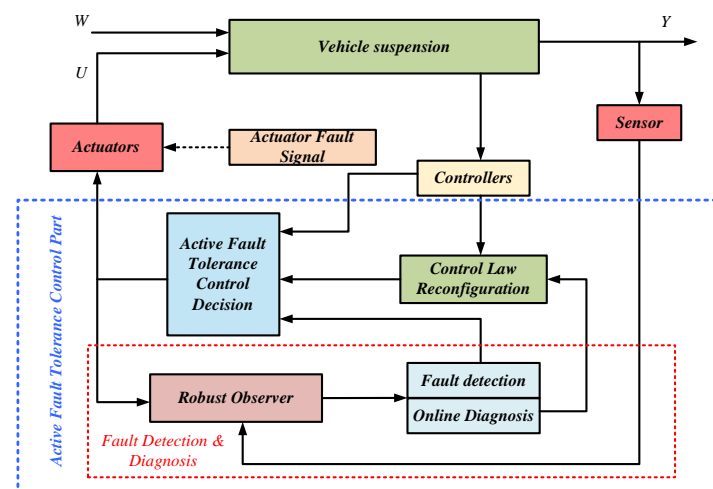 W
Vehicle suspension
Y
U
Actuators
Actuator Fault
Signal
Sensor
Controllers
Active Fault Tolerance Control Part
Active Fault
Tolerance
Control
Decision
Control Law
Reconfiguration
Robust Observer
Fault detection
Online Diagnosis
Fault Detection &
Diagnosis